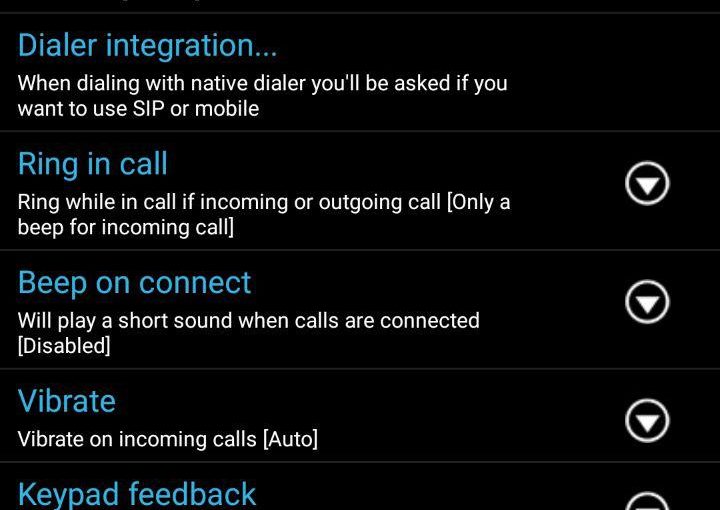 Dialer integration...
When dialing with native dialer you'll be asked if you
want to use SIP or mobile
Ring in call
Ring while in call if incoming or outgoing call [Only a
beep for incoming call]
Beep on connect
Will play a short sound when calls are connected
[Disabled]
Vibrate
Vibrate on incoming calls [Auto]
Keypad feedback